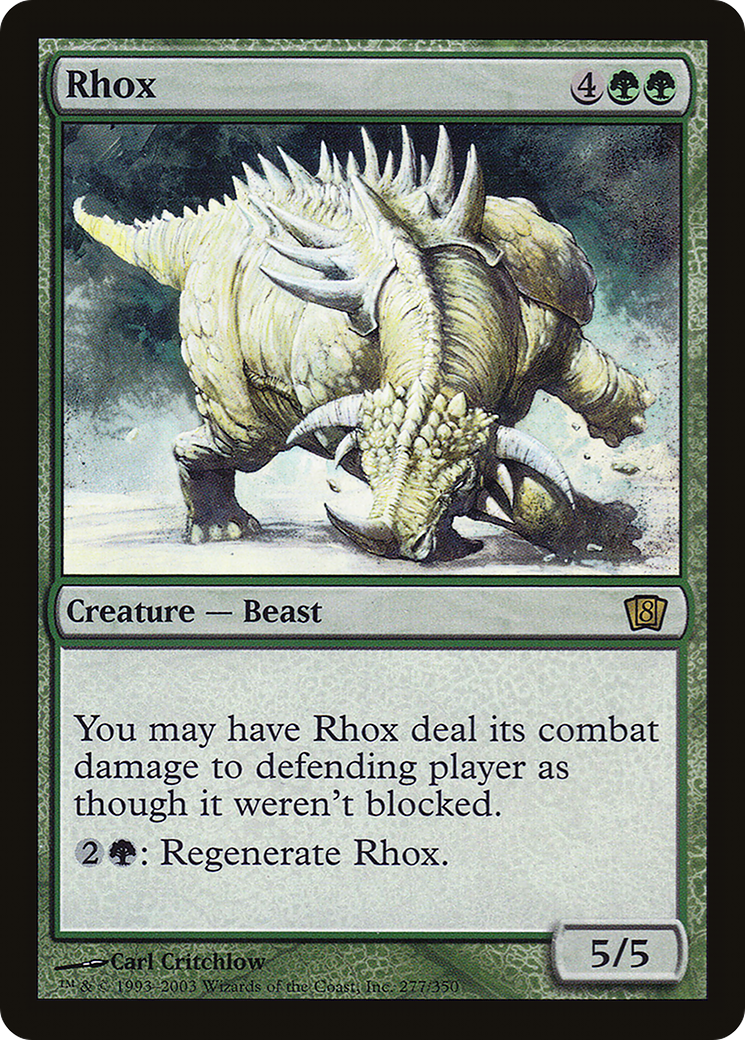 Rhox 4
Creature — Beast 8
You may have Rhox deal its combat
damage to defending player as
though it weren't blocked.
2: Regenerate Rhox.
5/5
Carl Critchlow
™ & © 1993–2003 Wizards of the Coast, Inc. 277/350